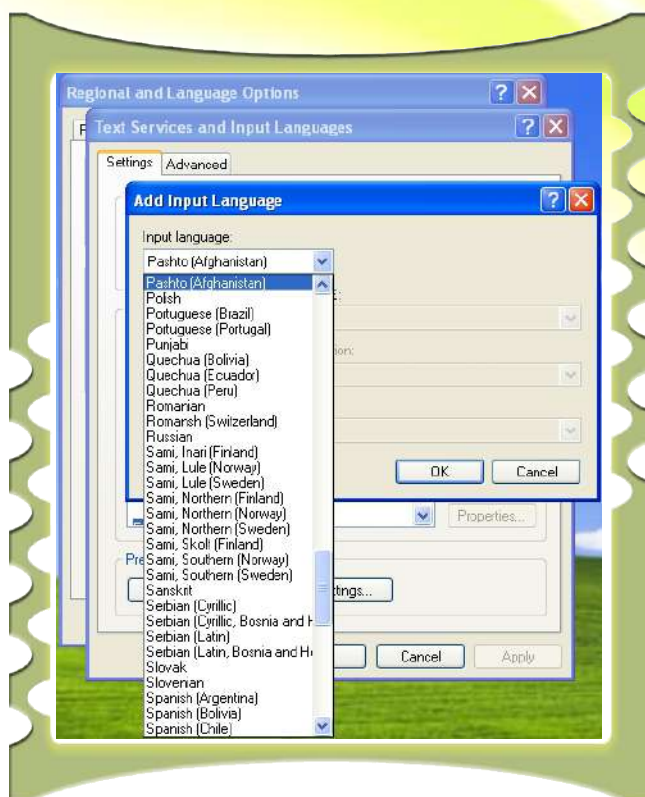 Regional and Language Options
Text Services and Input Languages
Settings
Advanced
Add Input Language
Input language:
Pashto (Afghanistan)
Pashto (Afghanistan)
Polish
Portuguese (Brazil)
Portuguese (Portugal)
Punjabi
Quechua (Bolivia)
Quechua (Ecuador)
Quechua (Peru)
Romanian
Romansh (Switzerland)
Russian
Sami, Inari (Finland)
Sami, Lule (Norway)
Sami, Lule (Sweden)
Sami, Northern (Finland)
Sami, Northern (Norway)
Sami, Northern (Sweden)
Sami, Skolt (Finland)
Sami, Southern (Norway)
Sami, Southern (Sweden)
Sanskrit
Serbian (Cyrillic)
Serbian (Cyrillic, Bosnia and H
Serbian (Latin)
Serbian (Latin, Bosnia and H
Slovak
Slovenian
Spanish (Argentina)
Spanish (Bolivia)
Spanish (Chile)
OK
Cancel
Properties...
Pre
ttings...
Cancel
Apply